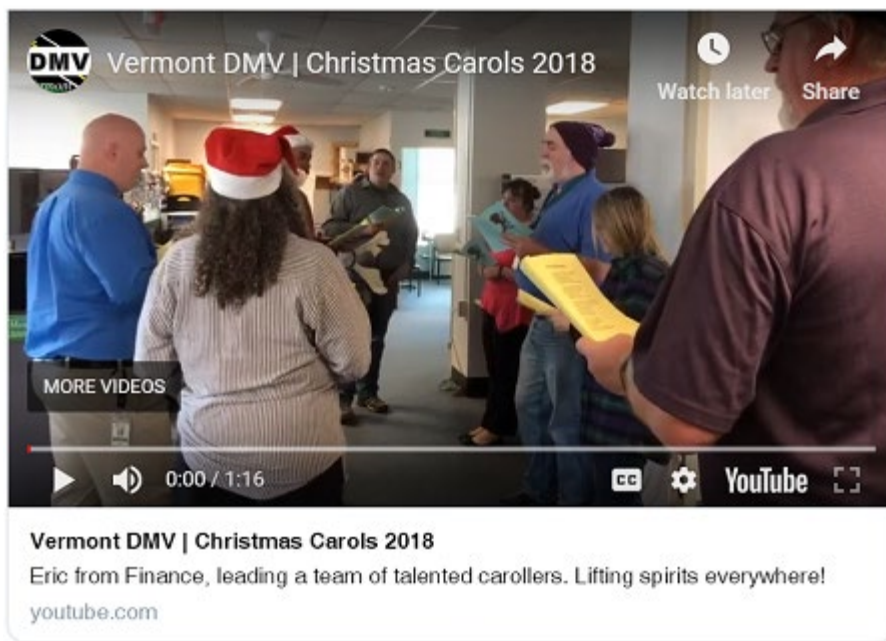 DMV
Vermont DMV | Christmas Carols 2018
Watch later
Share
MORE VIDEOS
0:00 / 1:16
CC
YouTube
Vermont DMV | Christmas Carols 2018
Eric from Finance, leading a team of talented carollers. Lifting spirits everywhere!
youtube.com